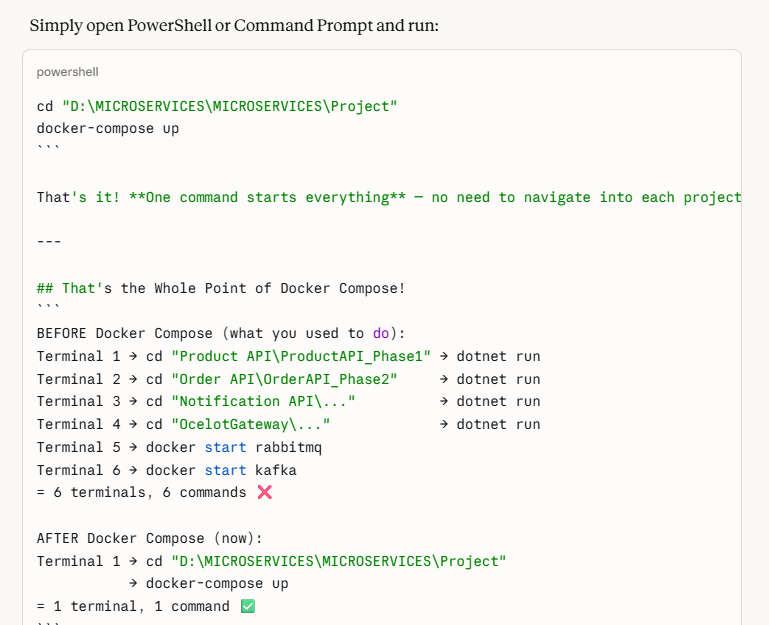 Simply open PowerShell or Command Prompt and run:
powershell
cd "D:\MICROSERVICES\MICROSERVICES\Project"
docker-compose up
```
That's it! **One command starts everything** — no need to navigate into each project
---
## That's the Whole Point of Docker Compose!
```
BEFORE Docker Compose (what you used to do):
Terminal 1 → cd "Product API\ProductAPI_Phase1" → dotnet run
Terminal 2 → cd "Order API\OrderAPI_Phase2"     → dotnet run
Terminal 3 → cd "Notification API\..."          → dotnet run
Terminal 4 → cd "OcelotGateway\..."             → dotnet run
Terminal 5 → docker start rabbitmq
Terminal 6 → docker start kafka
= 6 terminals, 6 commands ❌
AFTER Docker Compose (now):
Terminal 1 → cd "D:\MICROSERVICES\MICROSERVICES\Project"
           → docker-compose up
= 1 terminal, 1 command ✅
```